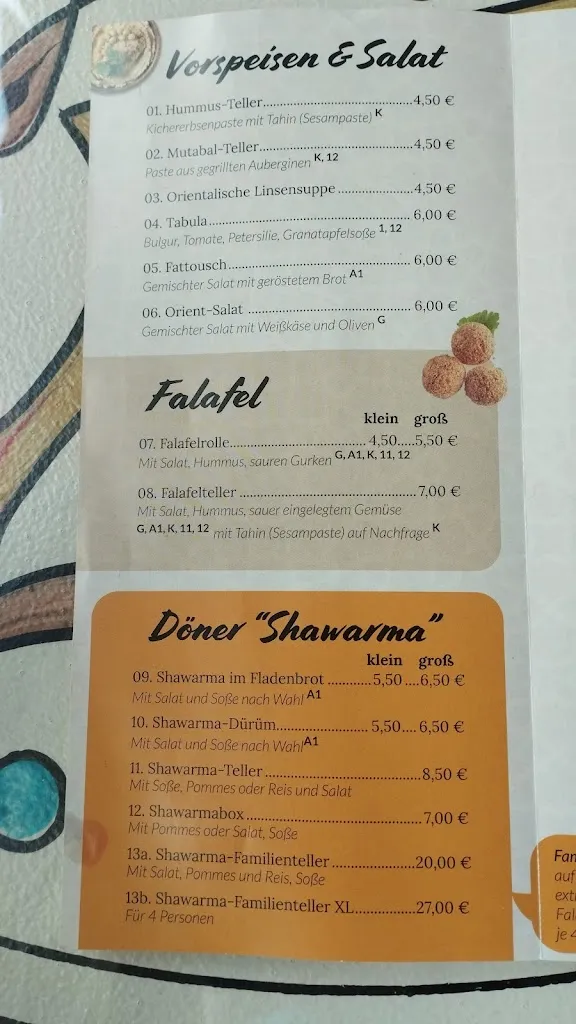 Vorspeisen & Salat
01. Hummus-Teller....................................4,50 €
Kichererbsenpaste mit Tahin (Sesampaste) K
02. Mutabal-Teller....................................4,50 €
Paste aus gegrillten Auberginen K, 12
03. Orientalische Linsensuppe ..................4,50 €
04. Tabula.................................................. 6,00 €
Bulgur, Tomate, Petersilie, Granatapfelsoße 1, 12
05. Fattousch............................................. 6,00 €
Gemischter Salat mit geröstetem Brot A1
06. Orient-Salat ........................................ 6,00 €
Gemischter Salat mit Weißkäse und Oliven G
Falafel
klein groß
07. Falafelrolle.................................4,50.....5,50 €
Mit Salat, Hummus, sauren Gurken G, A1, K, 11, 12
08. Falafelteller ...........................................7,00 €
Mit Salat, Hummus, sauer eingelegtem Gemüse
G, A1, K, 11, 12 mit Tahin (Sesampaste) auf Nachfrage K
Döner "Shawarma"
klein groß
09. Shawarma im Fladenbrot ...........5,50....6,50 €
Mit Salat und Soße nach Wahl A1
10. Shawarma-Dürüm......................5,50....6,50 €
Mit Salat und Soße nach Wahl A1
11. Shawarma-Teller .....................................8,50 €
Mit Soße, Pommes oder Reis und Salat
12. Shawarmabox.........................................7,00 €
Mit Pommes oder Salat, Soße
13a. Shawarma-Familienteller ....................20,00 €
Mit Salat, Pommes und Reis, Soße
13b. Shawarma-Familienteller XL...............27,00 €
Für 4 Personen
Fam
auf
ext
Fal
je 4